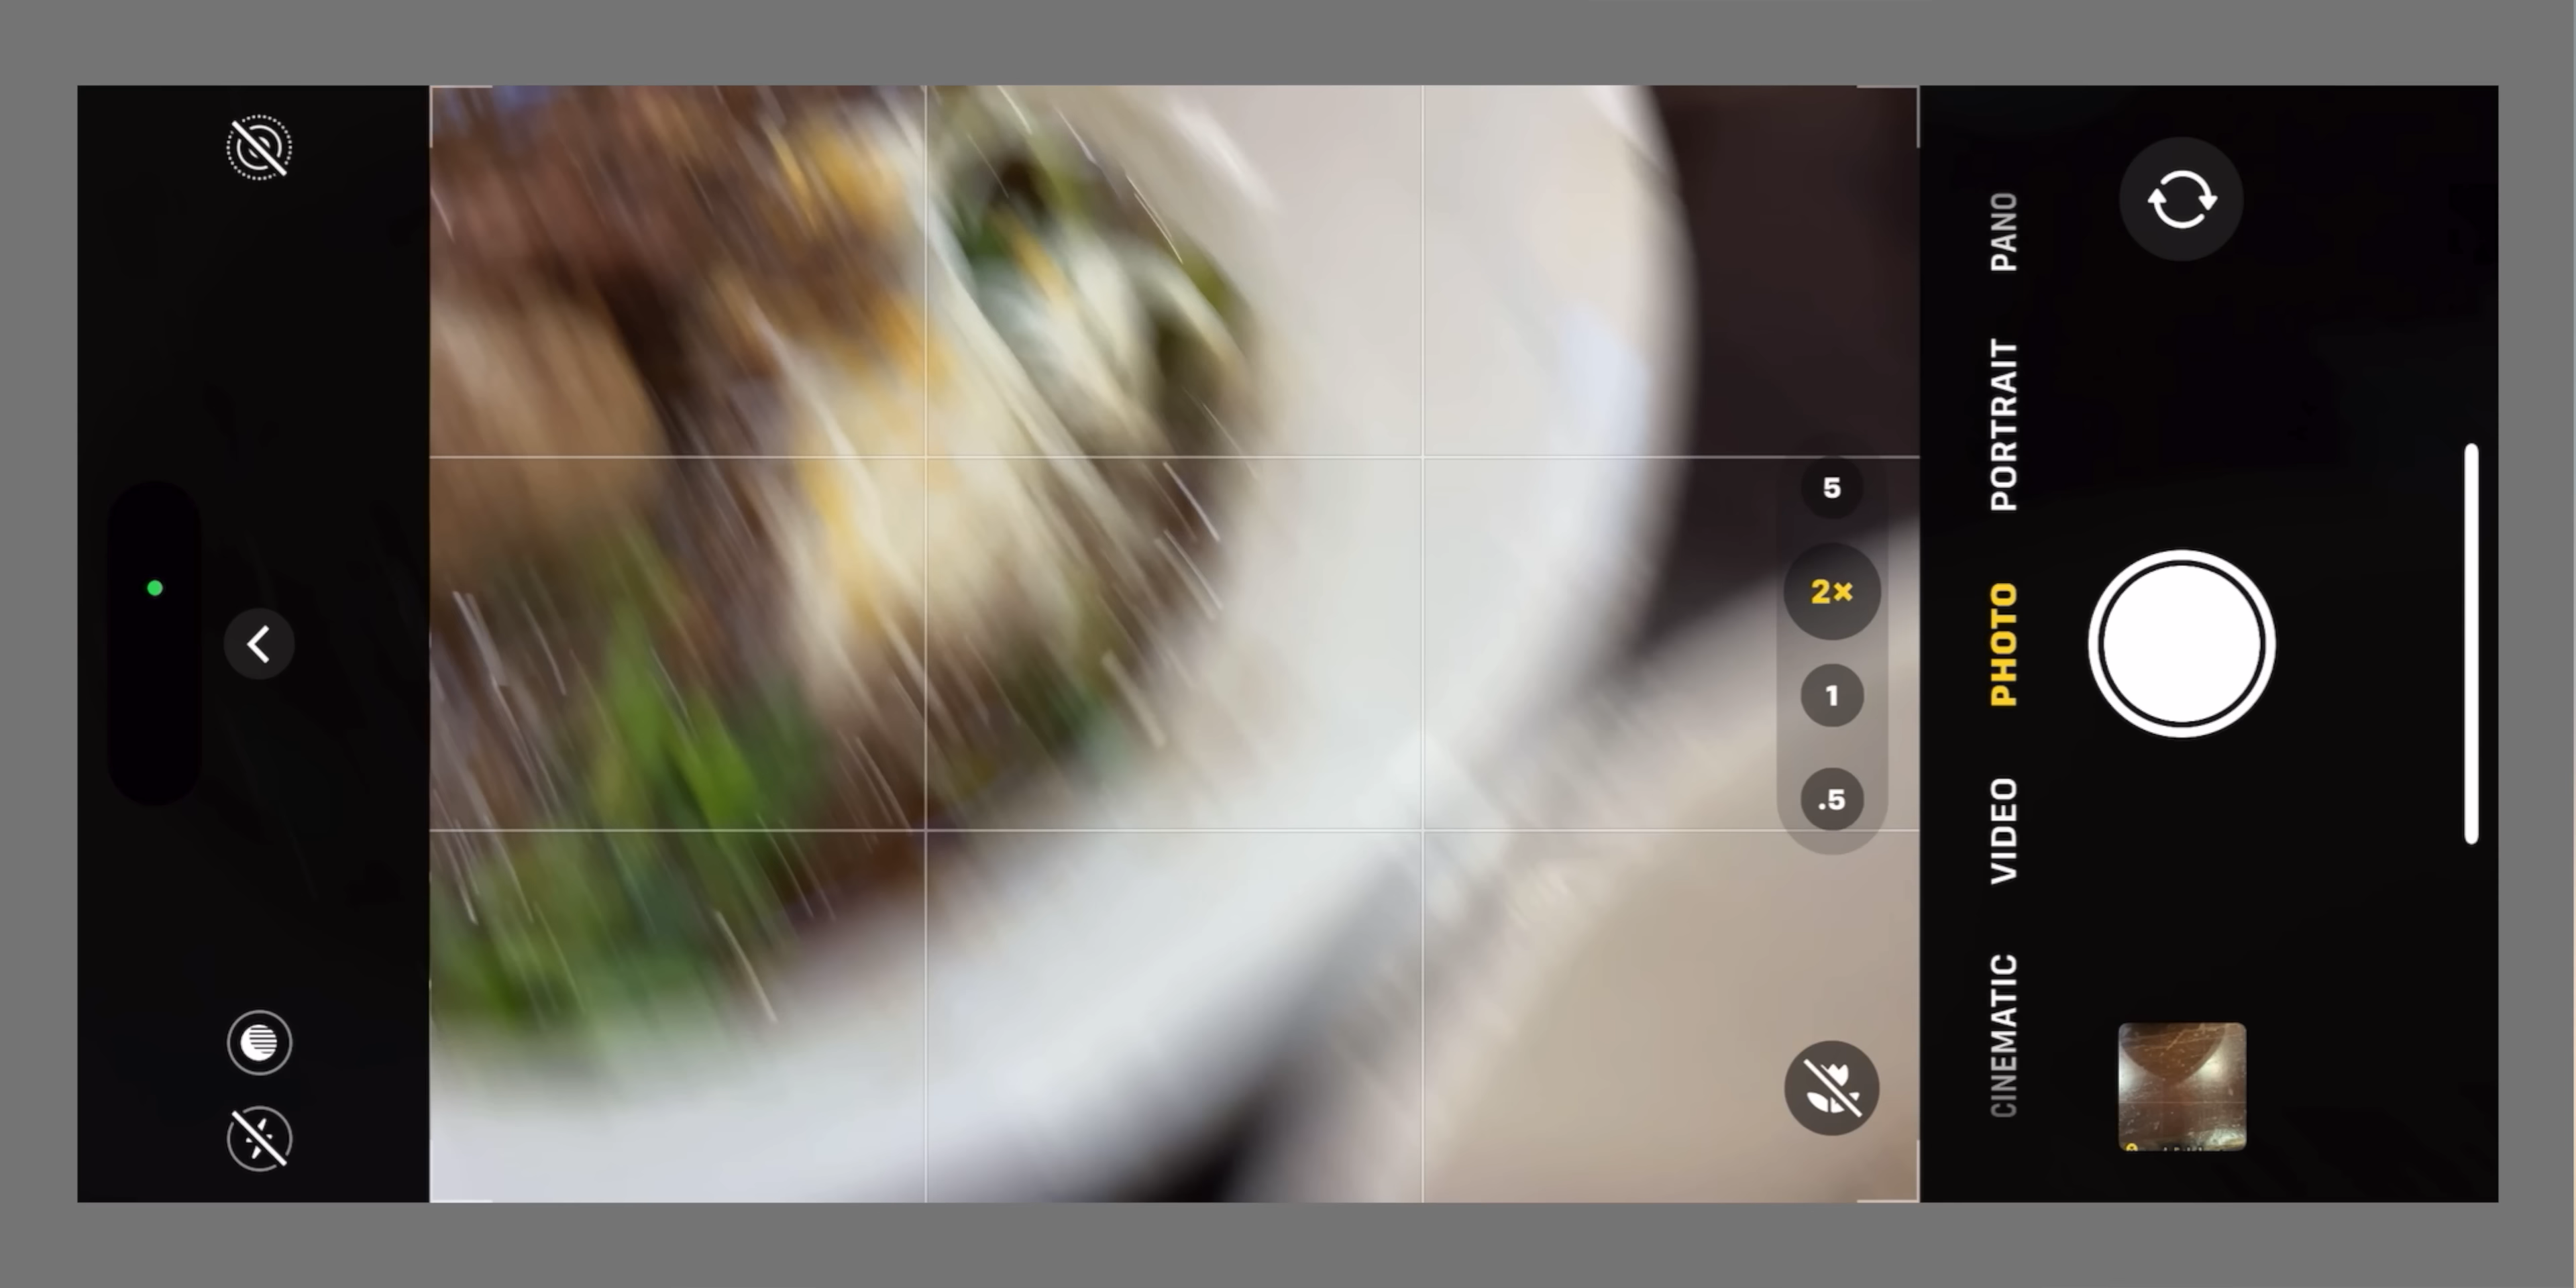 5
2×
1
.5
PANO
PORTRAIT
PHOTO
VIDEO
CINEMATIC